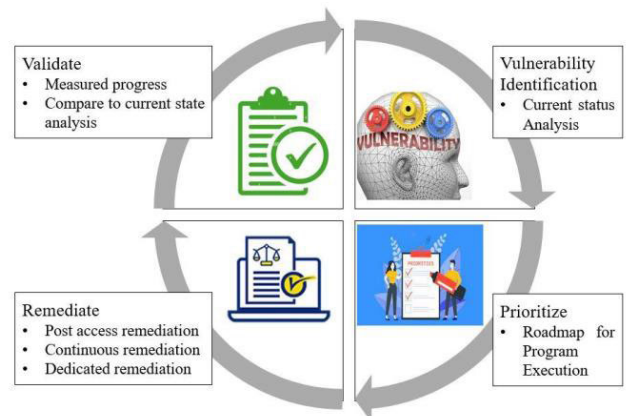 Validate
• Measured progress
• Compare to current state
analysis
Vulnerability
Identification
• Current status
Analysis
VULNERABILITY
PRIORITIES
Remediate
• Post access remediation
• Continuous remediation
• Dedicated remediation
Prioritize
• Roadmap for
Program
Execution